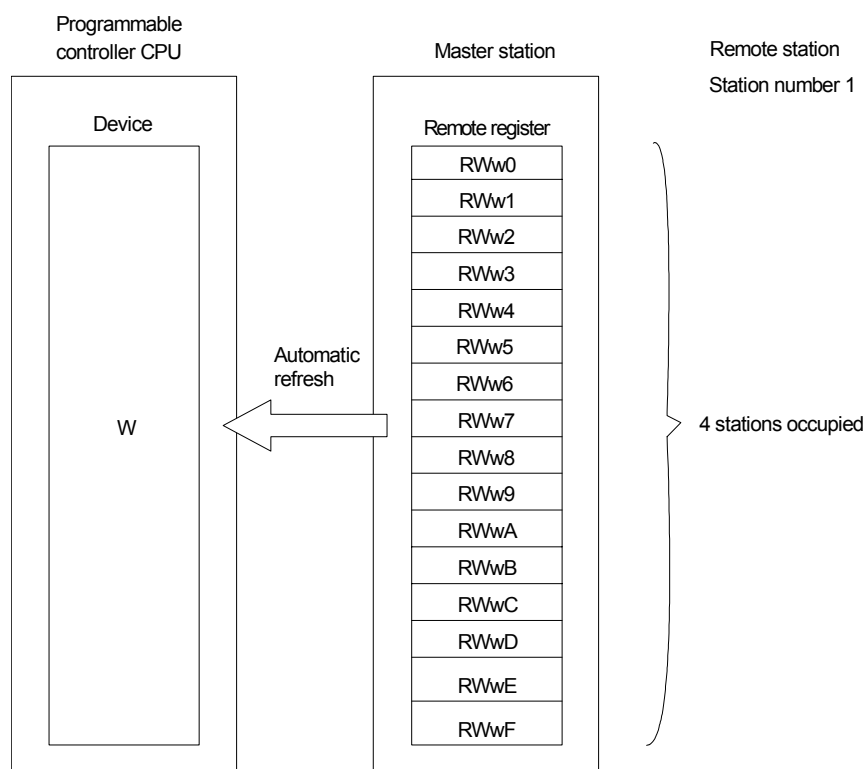 Programmable
controller CPU
Master station
Remote station
Station number 1
Device
Remote register
RWw0
RWw1
RWw2
RWw3
RWw4
RWw5
RWw6
RWw7
RWw8
RWw9
RWwA
RWwB
RWwC
RWwD
RWwE
RWwF
Automatic
refresh
W
4 stations occupied